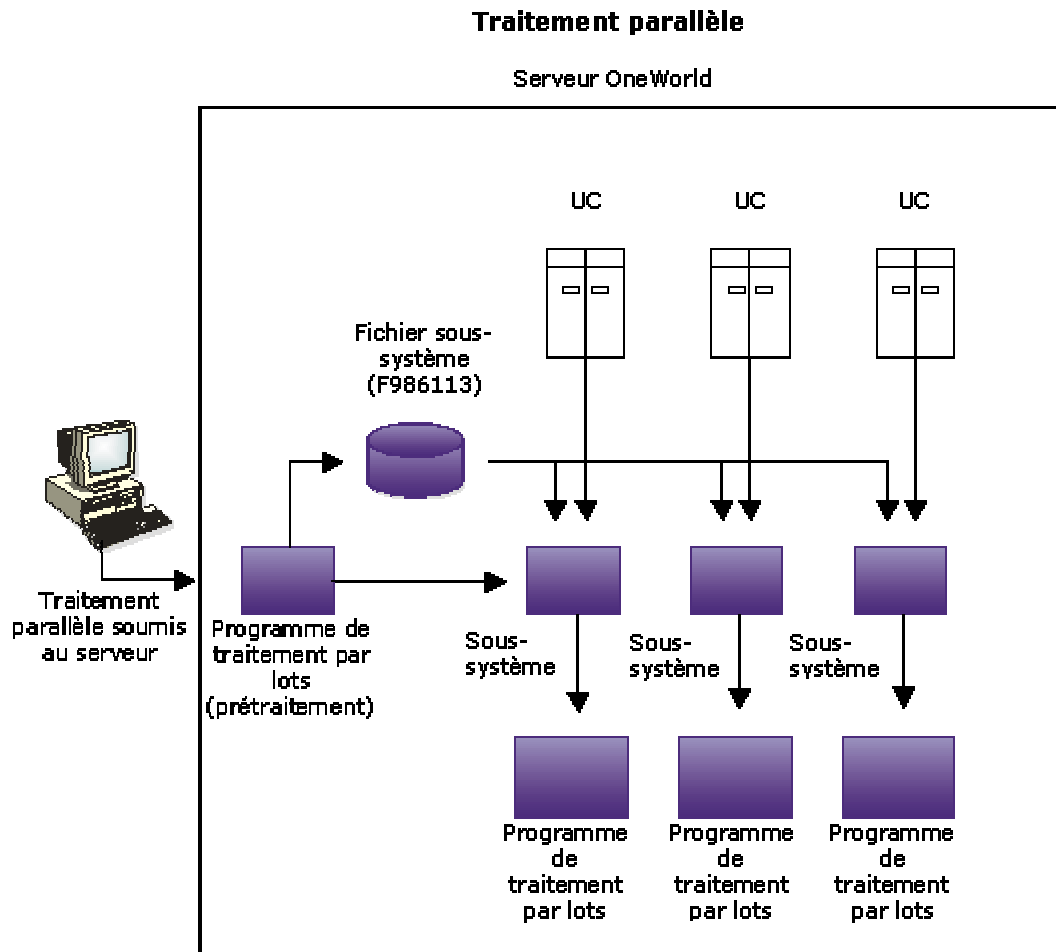 Traitement parallèle
Serveur OneWorld
UC
UC
UC
Fichier sous-
système
(F986113)
Traitement
parallèle soumis
au serveur
Programme de
traitement par
lots
(prétraitement)
Sous-
système
Sous-
système
Sous-
système
Programme
de
traitement
par lots
Programme
de
traitement
par lots
Programme
de
traitement
par lots